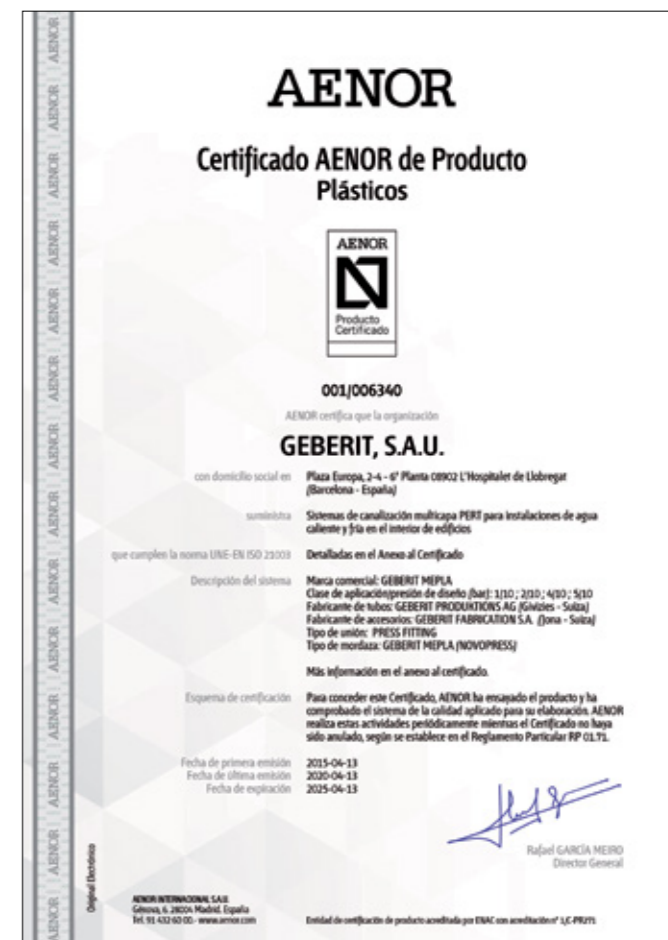 AENOR
Certificado AENOR de Producto
Plásticos
AENOR
Producto
Certificado
001/006340
AENOR certifica que la organización
GEBERIT, S.A.U.
con domicilio social en Plaza Europa, 2-4 - 6ª Planta 08902 L'Hospitalet de Llobregat
(Barcelona - España)
suministra Sistemas de canalización multicapa PERT para instalaciones de agua
caliente y fría en el interior de edificios
que cumplen la norma UNE-EN ISO 21003 Detalladas en el Anexo al Certificado
Descripción del sistema Marca comercial: GEBERIT MEPLA
Clase de aplicación/presión de diseño (bar): 1/10 ; 2/10 ; 4/10 ; 5/10
Fabricante de tubos: GEBERIT PRODUKTIONS AG (Givizies - Suiza)
Fabricante de accesorios: GEBERIT FABRICATION S.A. (Jona - Suiza)
Tipo de unión: PRESS FITTING
Tipo de mordaza: GEBERIT MEPLA (NOVOPRESS)
Más información en el anexo al certificado.
Esquema de certificación Para conceder este Certificado, AENOR ha ensayado el producto y ha
comprobado el sistema de la calidad aplicado para su elaboración. AENOR
realiza estas actividades periódicamente mientras el Certificado no haya
sido anulado, según se establece en el Reglamento Particular RP 01.71.
Fecha de primera emisión 2015-04-13
Fecha de última emisión 2020-04-13
Fecha de expiración 2025-04-13
Rafael GARCÍA MEIRO
Director General
Original Electrónico
AENOR INTERNACIONAL S.A.U.
Génova, 6. 28004 Madrid. España
Tel. 91 432 60 00.- www.aenor.com
Entidad de certificación de producto acreditada por ENAC con acreditación nº 1/C-PR271